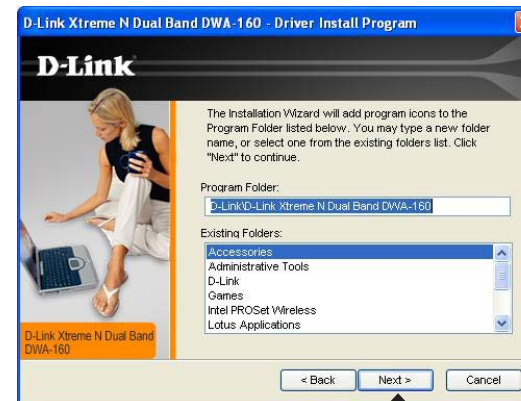 D-Link Xtreme N Dual Band DWA-160 - Driver Install Program
D-Link
The Installation Wizard will add program icons to the
Program Folder listed below. You may type a new folder
name, or select one from the existing folders list. Click
"Next" to continue.
Program Folder:
D-Link\D-Link Xtreme N Dual Band DWA-160
Existing Folders:
Accessories
Administrative Tools
D-Link
Games
Intel PROSet Wireless
Lotus Applications
D-Link Xtreme N Dual Band
DWA-160
< Back
Next >
Cancel